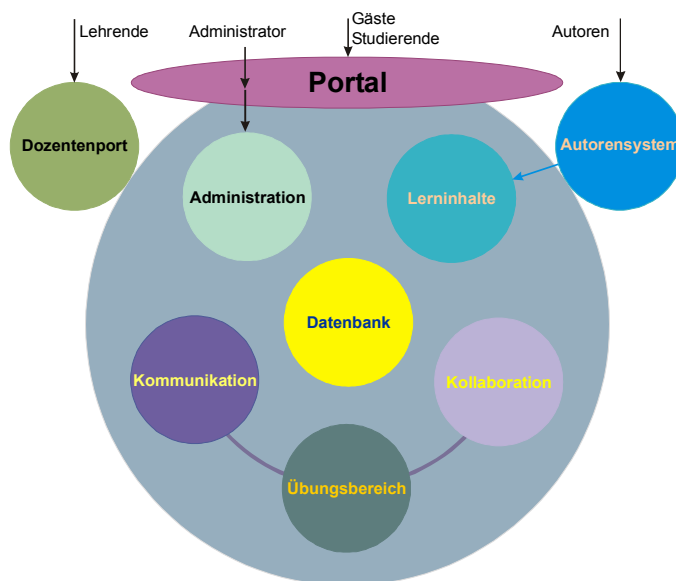 Lehrende
Administrator
Gäste
Studierende
Autoren
Portal
Dozentenport
Autorensystem
Administration
Lerninhalte
Datenbank
Kommunikation
Kollaboration
Übungsbereich